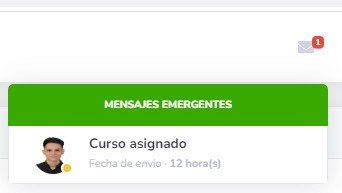 1
MENSAJES EMERGENTES
Curso asignado
Fecha de envio · 12 hora(s)